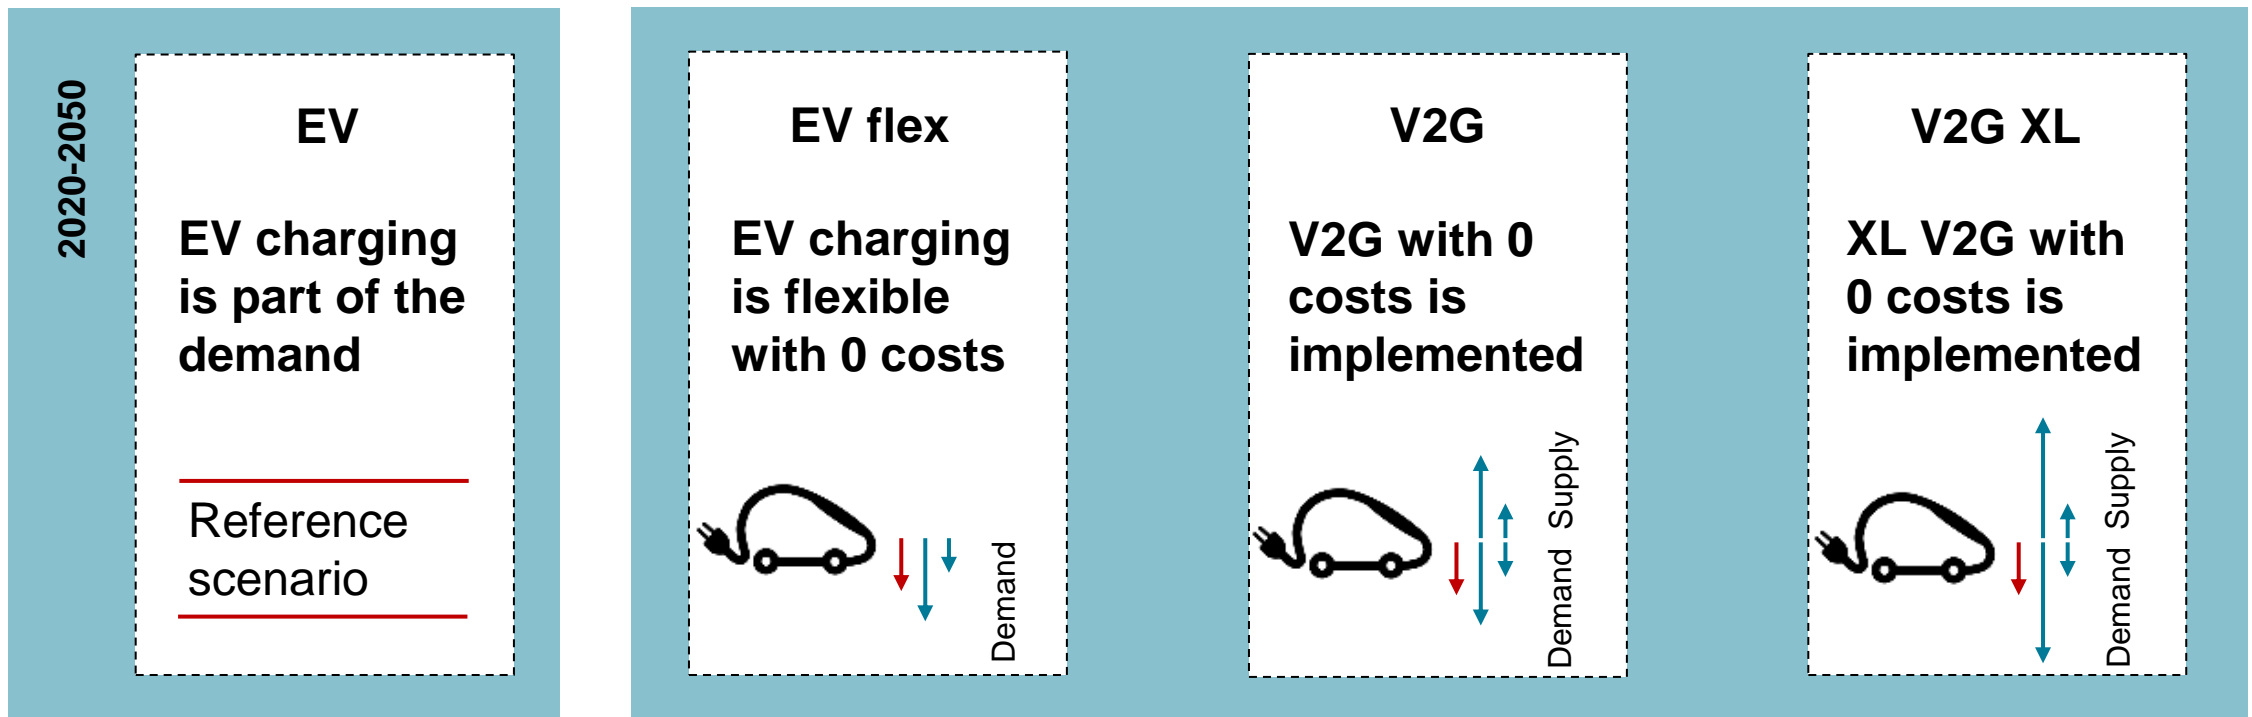 2020-2050
EV
EV charging
is part of the
demand
Reference
scenario
EV flex
EV charging
is flexible
with 0 costs
Demand
V2G
V2G with 0
costs is
implemented
Demand Supply
V2G XL
XL V2G with
0 costs is
implemented
Demand Supply